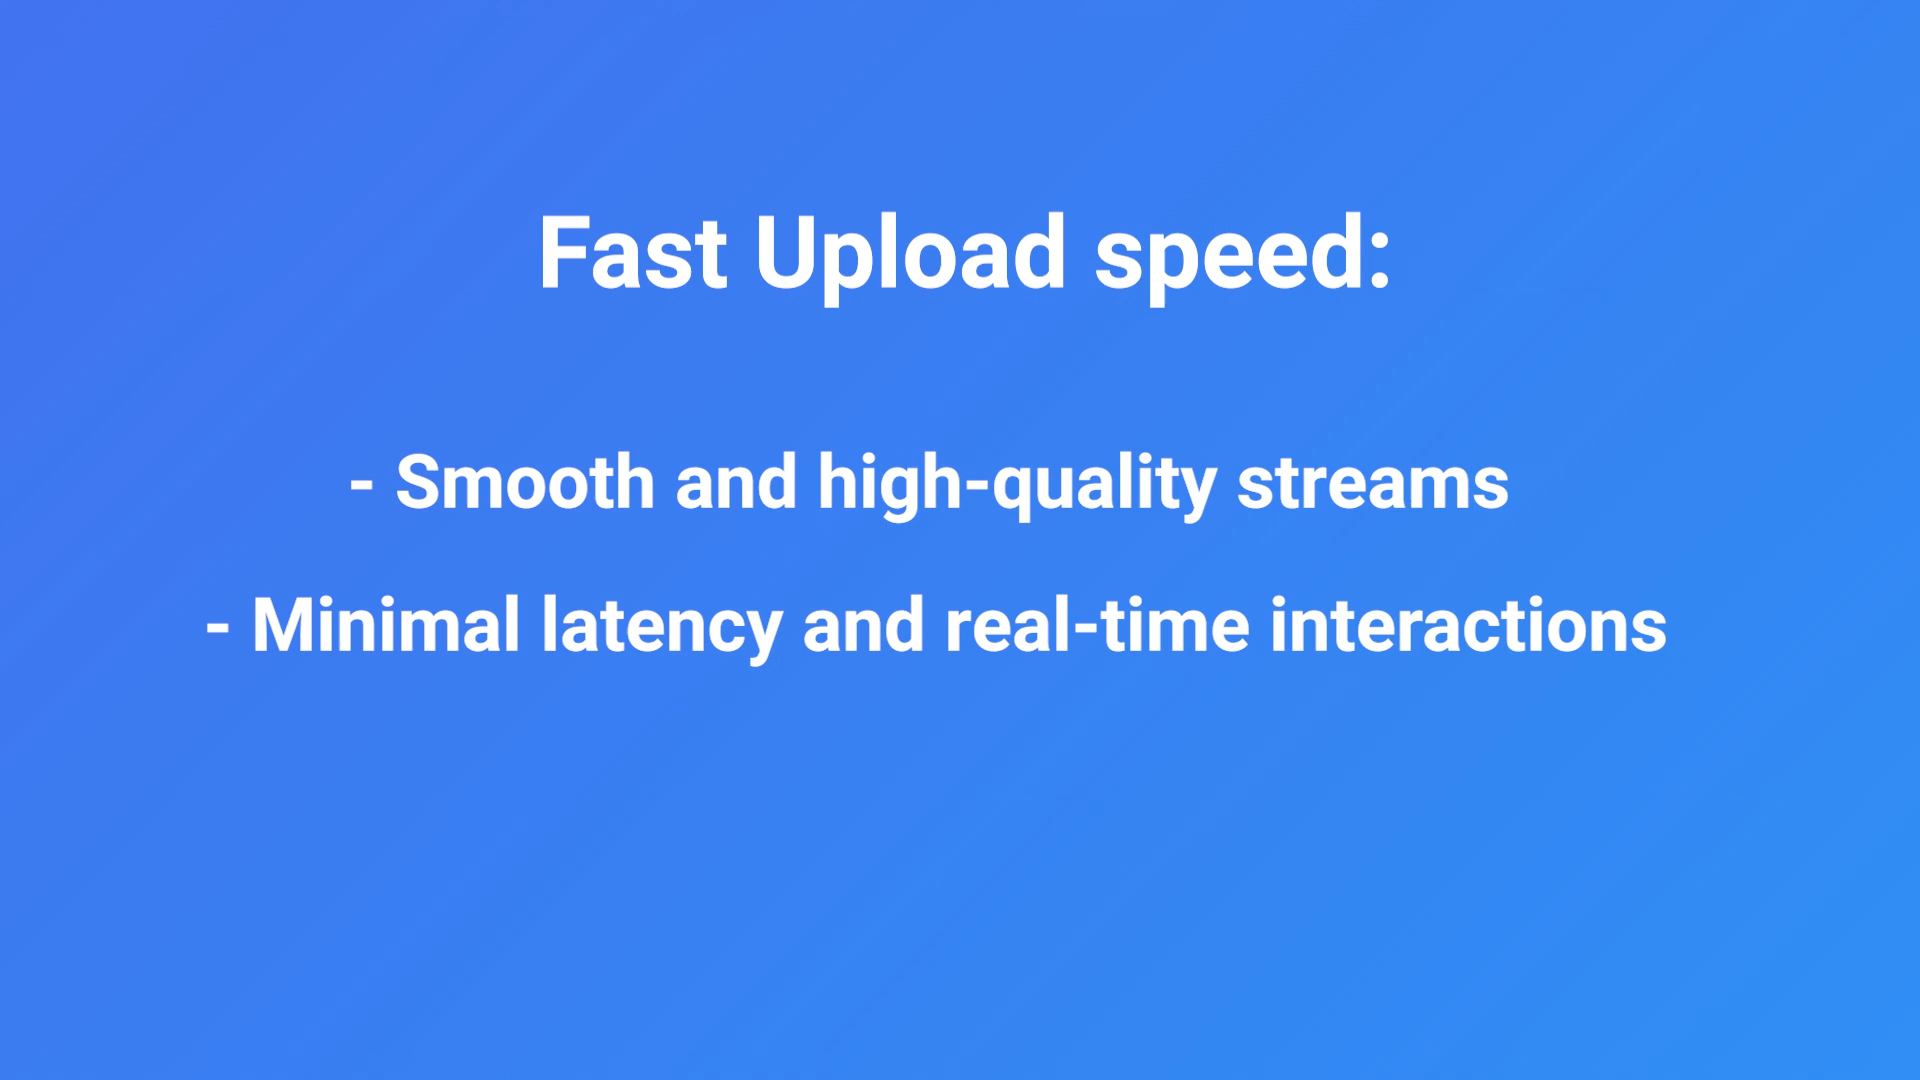 Fast Upload speed:
- Smooth and high-quality streams
- Minimal latency and real-time interactions